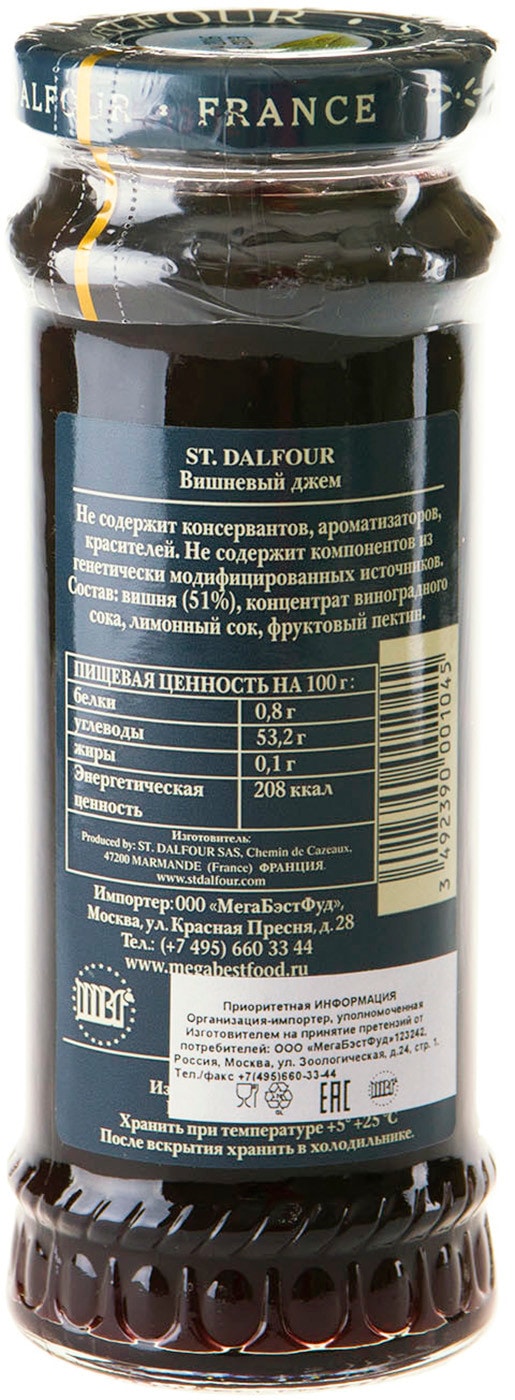 DALFOUR
ALFOUR FRANCE
ST. DALFOUR
Вишневый джем
Не содержит консервантов, ароматизаторов,
красителей. Не содержит компонентов из
генетически модифицированных источников.
Состав: вишня (51%), концентрат виноградного
сока, лимонный сок, фруктовый пектин.
ПИЩЕВАЯ ЦЕННОСТЬ НА 100 г:
белки 0,8 г
углеводы 53,2 г
жиры 0,1 г
Энергетическая 208 ккал
ценность
Изготовитель:
Produced by: ST. DALFOUR SAS, Chemin de Cazeaux,
47200 MARMANDE (France) ФРАНЦИЯ
www.stdalfour.com
3 492390 001045
Импортер: ООО «МегаБэстФуд»,
Москва, ул. Красная Пресня, д. 28
Тел.: (+7 495) 660 33 44
www.megabestfood.ru
Приоритетная ИНФОРМАЦИЯ
Организация-импортер, уполномоченная
Изготовителем на принятие претензий от
потребителей: ООО «МегаБэстФуд»123242,
Россия, Москва, ул. Зоологическая, д.24, стр. 1.
Тел./факс +7(495)660-33-44
GL EAC
Из
Хранить при температуре +5° +25°С
После вскрытия хранить в холодильнике.